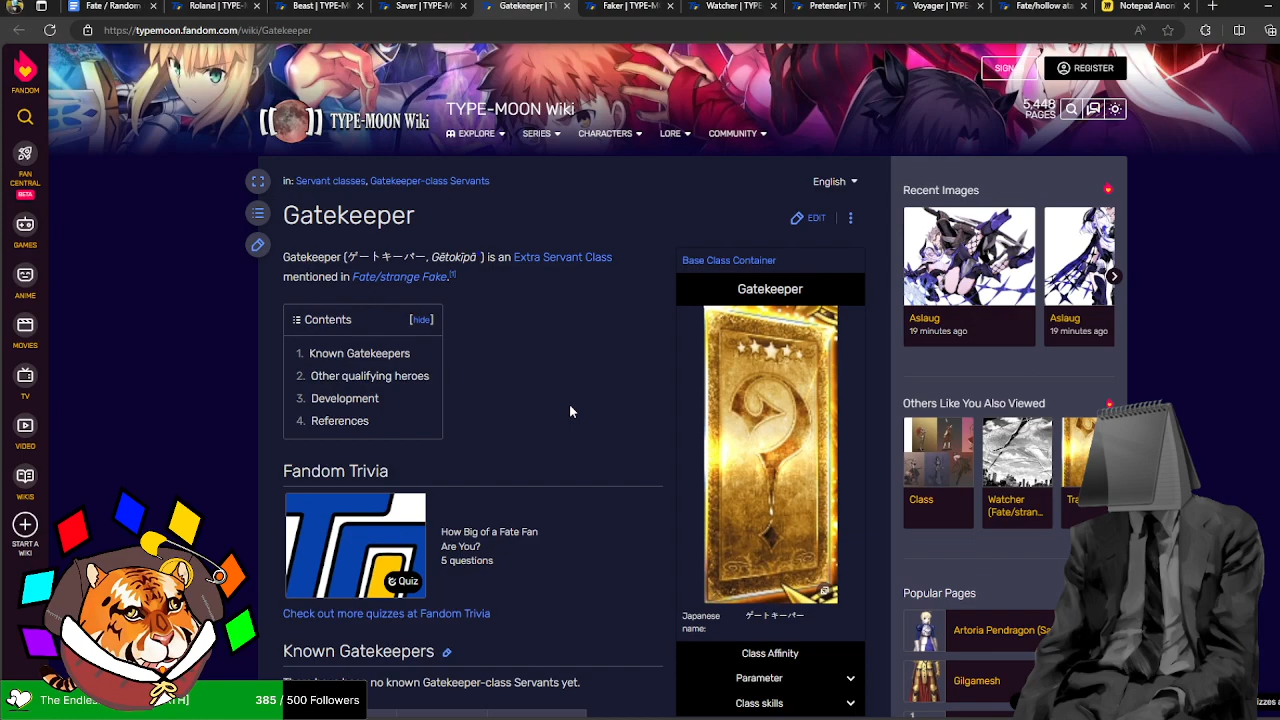 Fate / Random
Roland | TYPE-M
Beast | TYPE-MO
Saver | TYPE-M
Gatekeeper | T
Faker | TYPE-M
Watcher | TYPE
Pretender | TYP
Voyager | TYPE
Fate/hollow ata
Notepad Anon
https://typemoon.fandom.com/wiki/Gatekeeper
FANDOM
FAN
CENTRAL
BETA
GAMES
ANIME
MOVIES
TV
VIDEO
WIKIS
START A
WIKI
TYPE-MOON Wiki
TYPE-MOON Wiki
EXPLORE
SERIES
CHARACTERS
LORE
COMMUNITY
SIGN
REGISTER
5,448
PAGES
in: Servant classes, Gatekeeper-class Servants
English
Gatekeeper
EDIT
Gatekeeper (ゲートキーパー, Gētokīpā ) is an Extra Servant Class
mentioned in Fate/strange Fake.[1]
Contents [hide]
1. Known Gatekeepers
2. Other qualifying heroes
3. Development
4. References
Fandom Trivia
Quiz
How Big of a Fate Fan
Are You?
5 questions
Check out more quizzes at Fandom Trivia
Known Gatekeepers
no known Gatekeeper-class Servants yet.
Base Class Container
Gatekeeper
Japanese
name:
ゲートキーパー
Class Affinity
Parameter
Class skills
Recent Images
Aslaug
19 minutes ago
Aslaug
19 minutes ago
Others Like You Also Viewed
Class
Watcher
(Fate/stran...
Popular Pages
Artoria Pendragon (Sa
Gilgamesh
The Endles
385 / 500 Followers